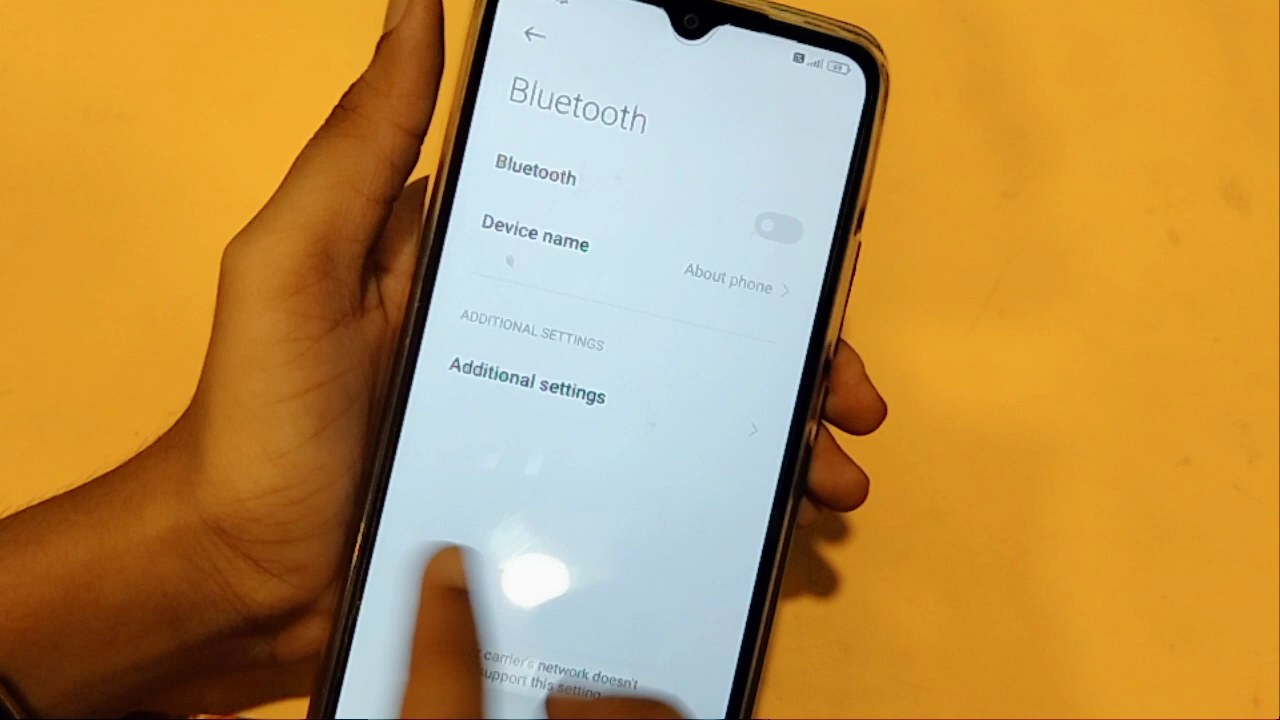 Bluetooth
Bluetooth
Device name
About phone
ADDITIONAL SETTINGS
Additional settings
carrier's network doesn't
support this setting